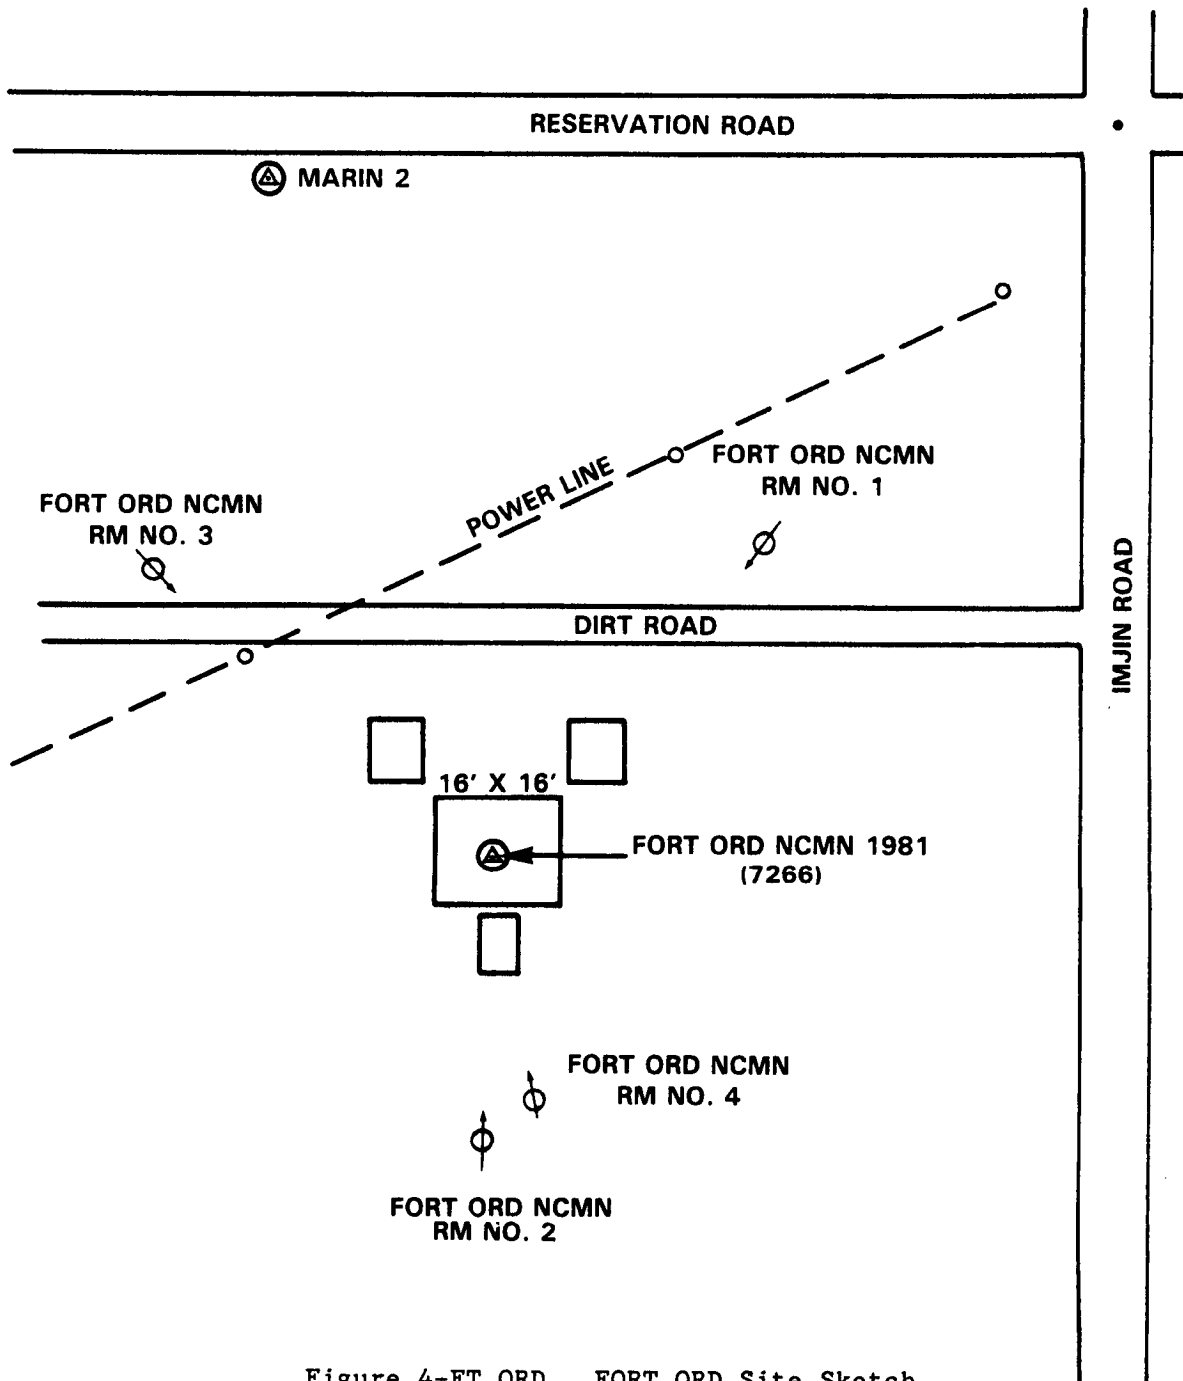 RESERVATION ROAD
MARIN 2
FORT ORD NCMN
RM NO. 1
POWER LINE
FORT ORD NCMN
RM NO. 3
IMJIN ROAD
DIRT ROAD
16' X 16'
FORT ORD NCMN 1981
(7266)
FORT ORD NCMN
RM NO. 4
FORT ORD NCMN
RM NO. 2
Figure 4-FT ORD FORT ORD Site Sketch